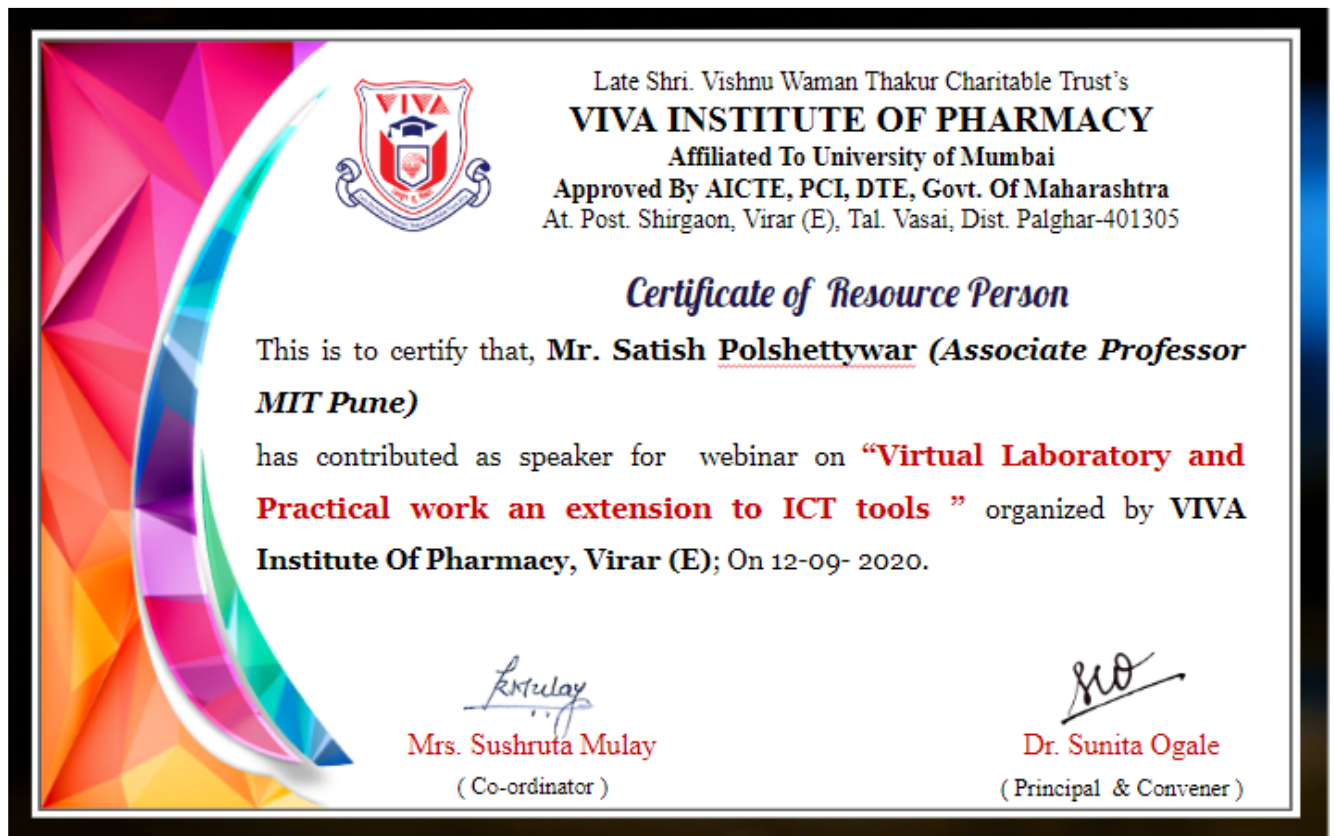 Late Shri. Vishnu Waman Thakur Charitable Trust's
VIVA
VIVA INSTITUTE OF PHARMACY
Affiliated To University of Mumbai
Approved By AICTE, PCI, DTE, Govt. Of Maharashtra
At. Post. Shirgaon, Virar (E), Tal. Vasai, Dist. Palghar-401305
Certificate of Resource Person
This is to certify that, Mr. Satish Polshettywar (Associate Professor
MIT Pune)
has contributed as speaker for webinar on “Virtual Laboratory and
Practical work an extension to ICT tools ” organized by VIVA
Institute Of Pharmacy, Virar (E); On 12-09- 2020.
Mrs. Sushruta Mulay
Dr. Sunita Ogale
( Co-ordinator )
( Principal & Convener )